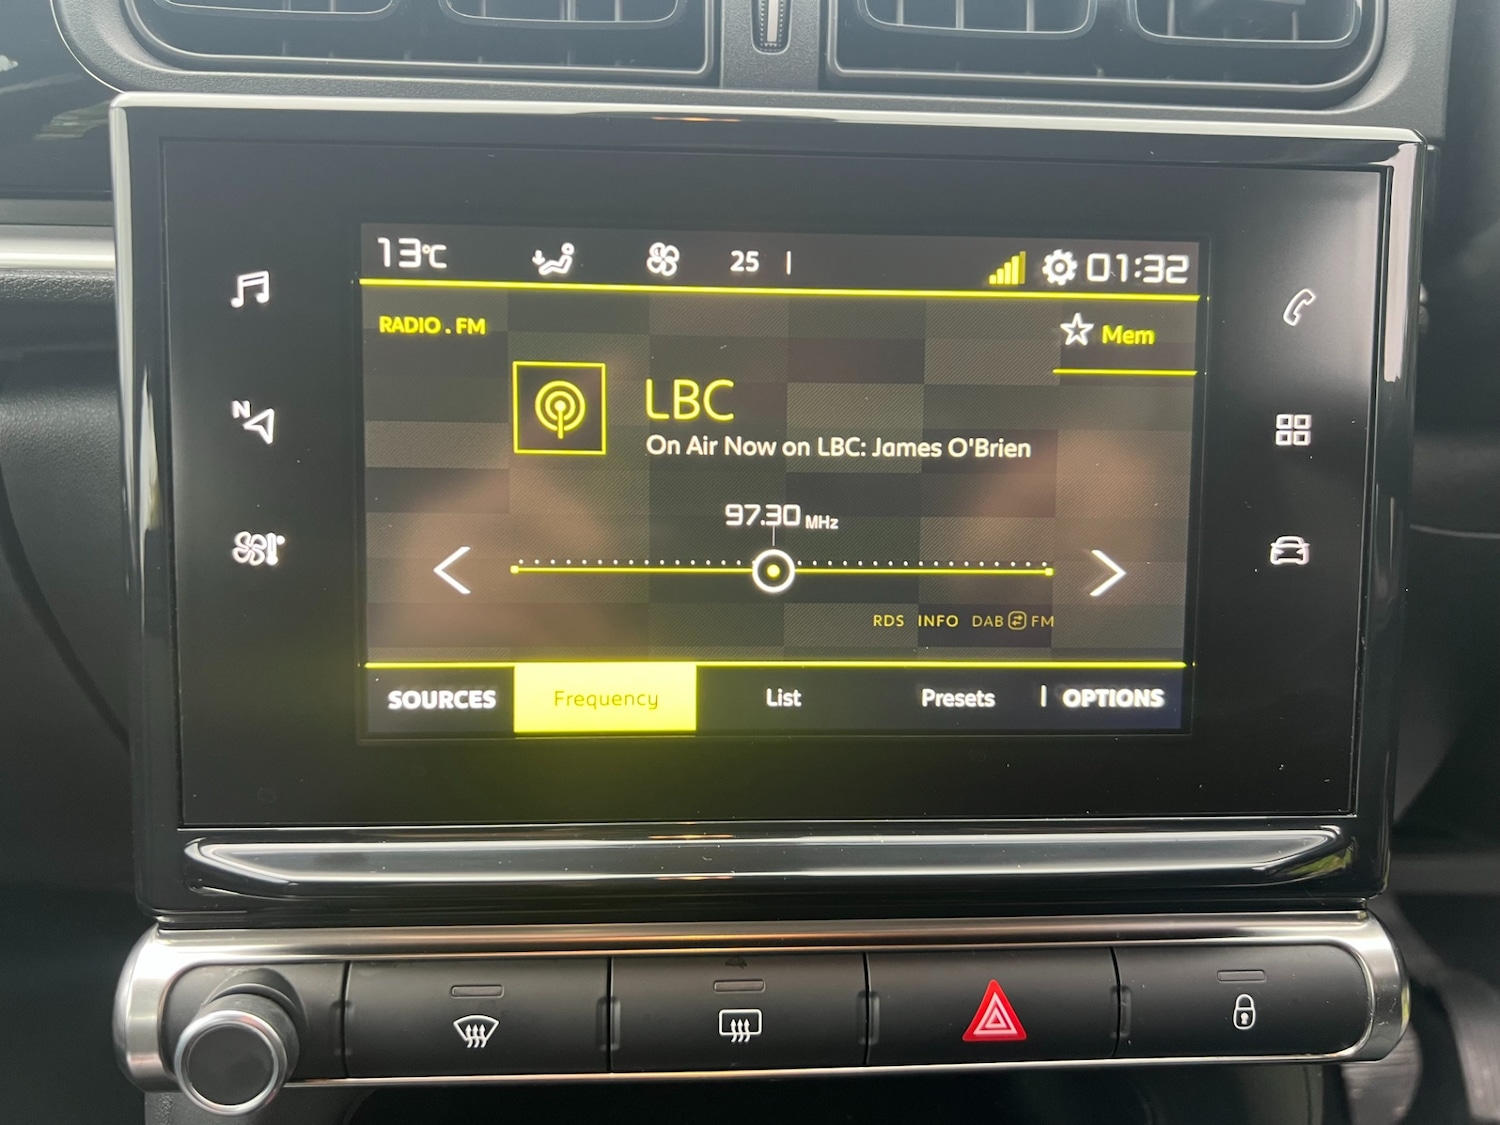 13°C 25 01:32
RADIO . FM
Mem
LBC
On Air Now on LBC: James O'Brien
97.30 MHz
RDS INFO DAB FM
SOURCES Frequency List Presets OPTIONS
N